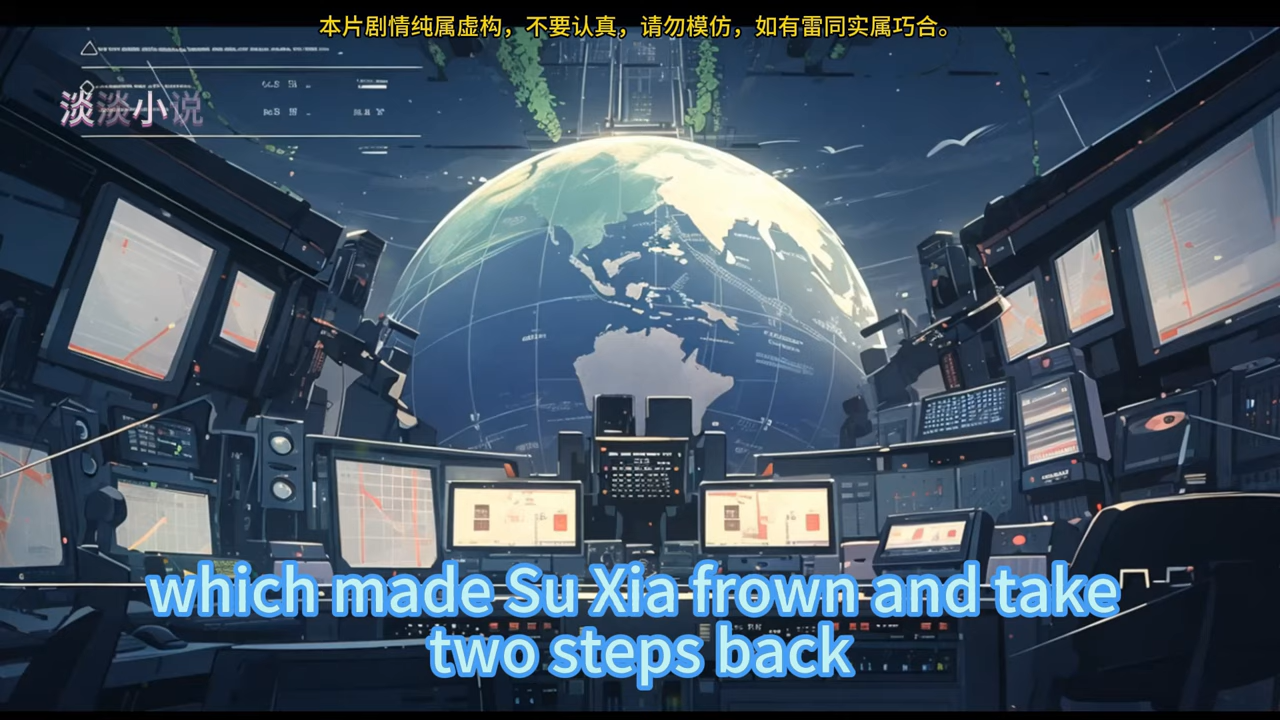 本片剧情纯属虚构，不要认真，请勿模仿，如有雷同实属巧合。
淡淡小说
which made Su Xia frown and take
two steps back